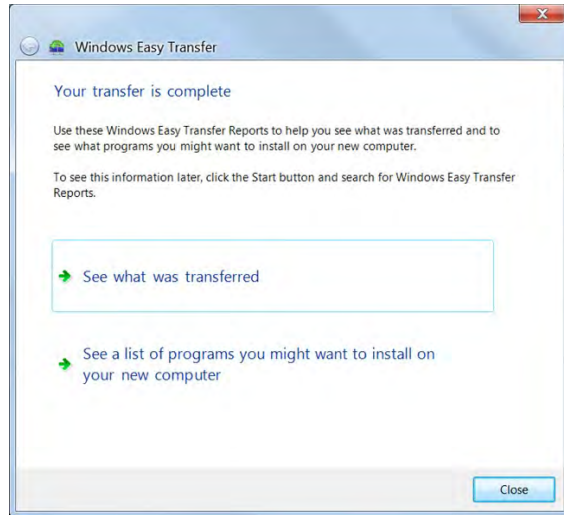 Windows Easy Transfer
Your transfer is complete
Use these Windows Easy Transfer Reports to help you see what was transferred and to
see what programs you might want to install on your new computer.
To see this information later, click the Start button and search for Windows Easy Transfer
Reports.
See what was transferred
See a list of programs you might want to install on
your new computer
Close